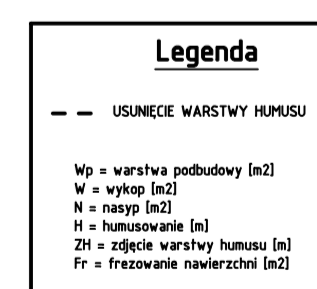 Legenda
USUNIĘCIE WARSTWY HUMUSU
Wp = warstwa podbudowy [m2]
W = wykop [m2]
N = nasyp [m2]
H = humusowanie [m]
ZH = zdjęcie warstwy humusu [m]
Fr = frezowanie nawierzchni [m2]